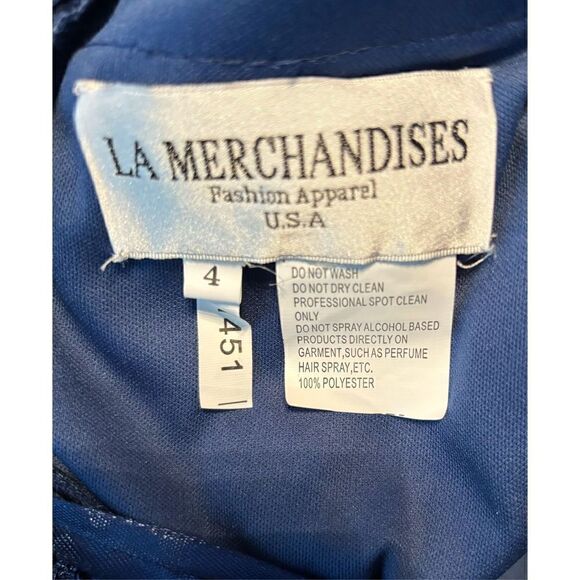 LA MERCHANDISES
Fashion Apparel
U.S.A
4
451
DO NOT WASH
DO NOT DRY CLEAN
PROFESSIONAL SPOT CLEAN
ONLY
DO NOT SPRAY ALCOHOL BASED
PRODUCTS DIRECTLY ON
GARMENT,SUCH AS PERFUME
HAIR SPRAY,ETC.
100% POLYESTER